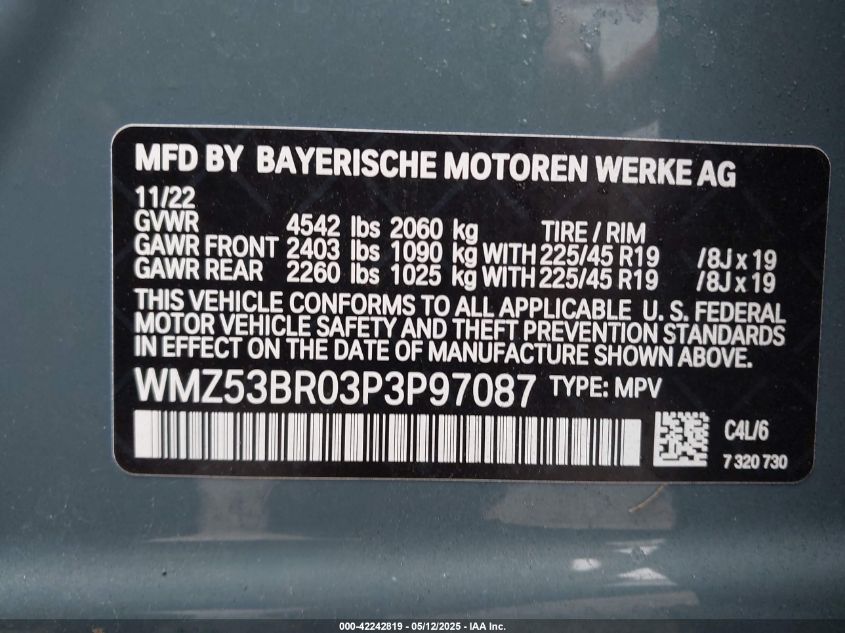 MFD BY BAYERISCHE MOTOREN WERKE AG
11/22
GVWR 4542 lbs 2060 kg TIRE / RIM
GAWR FRONT 2403 lbs 1090 kg WITH 225/45 R19 /8J x 19
GAWR REAR 2260 lbs 1025 kg WITH 225/45 R19 /8J x 19
THIS VEHICLE CONFORMS TO ALL APPLICABLE U. S. FEDERAL
MOTOR VEHICLE SAFETY AND THEFT PREVENTION STANDARDS
IN EFFECT ON THE DATE OF MANUFACTURE SHOWN ABOVE.
WMZ53BR03P3P97087 TYPE: MPV
C4L/6
7 320 730
000-42242819 - 05/12/2025 - IAA Inc.